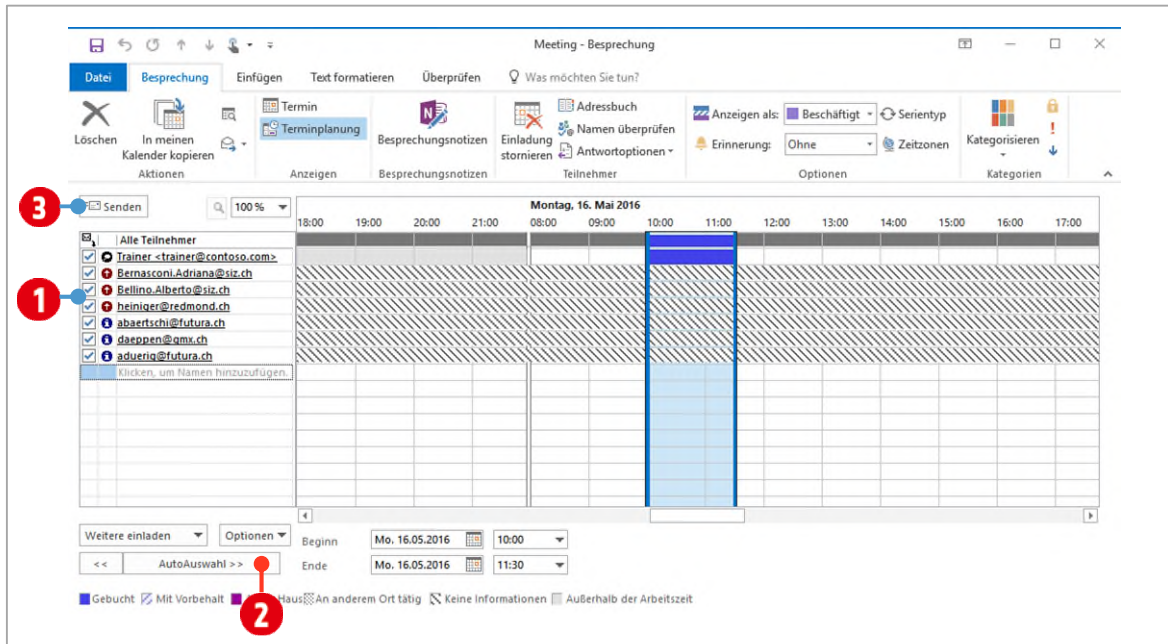 Meeting - Besprechung
Datei Besprechung Einfügen Text formatieren Überprüfen Was möchten Sie tun?
Löschen
In meinen
Kalender kopieren
Aktionen
Termin
Terminplanung
Anzeigen
Besprechungsnotizen
Besprechungsnotizen
Einladung
stornieren
Adressbuch
Namen überprüfen
Antwortoptionen
Teilnehmer
Anzeigen als: Beschäftigt Serientyp
Erinnerung: Ohne Zeitzonen
Optionen
Kategorisieren
Kategorien
3
Senden 100 %
Montag, 16. Mai 2016
18:00 19:00 20:00 21:00 08:00 09:00 10:00 11:00 12:00 13:00 14:00 15:00 16:00 17:00
Alle Teilnehmer
Trainer <trainer@contoso.com>
Bernasconi.Adriana@siz.ch
1
Bellino.Alberto@siz.ch
heiniger@redmond.ch
abaertschi@futura.ch
daeppen@gmx.ch
aduerig@futura.ch
Klicken, um Namen hinzuzufügen.
Weitere einladen Optionen
Beginn Mo. 16.05.2016 10:00
<< AutoAuswahl >>
Ende Mo. 16.05.2016 11:30
2
Gebucht Mit Vorbehalt Haus An anderem Ort tätig Keine Informationen Außerhalb der Arbeitszeit